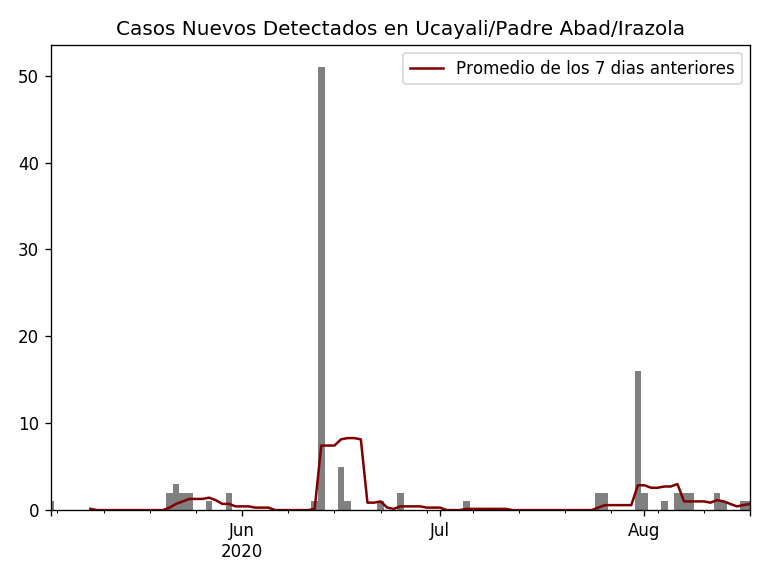 Casos Nuevos Detectados en Ucayali/Padre Abad/Irazola
Promedio de los 7 dias anteriores
50
40
30
20
10
0
Jun
2020
Jul
Aug